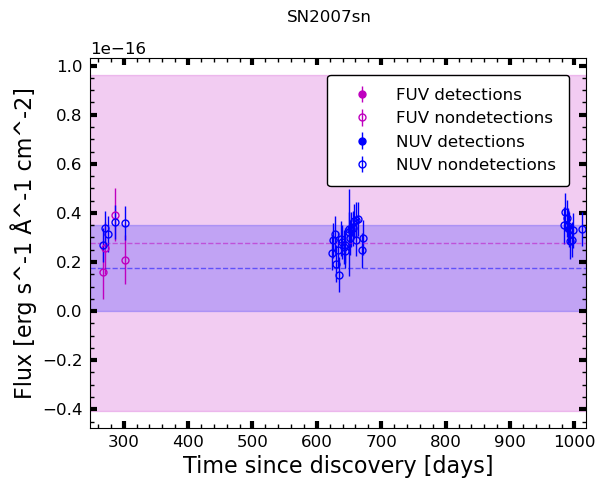 SN2007sn
1e−16
1.0
0.8
0.6
0.4
0.2
0.0
−0.2
−0.4
Flux [erg s^-1 Å^-1 cm^-2]
FUV detections
FUV nondetections
NUV detections
NUV nondetections
300 400 500 600 700 800 900 1000
Time since discovery [days]